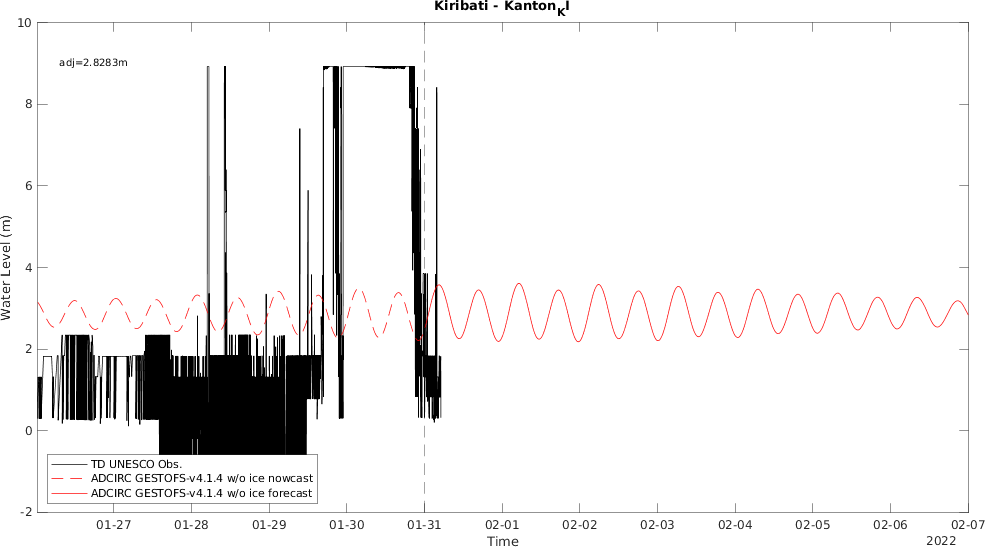 Kiribati - KantonKI
10
8
6
4
2
0
-2
adj=2.8283m
Water Level (m)
TD UNESCO Obs.
ADCIRC GESTOFS-v4.1.4 w/o ice nowcast
ADCIRC GESTOFS-v4.1.4 w/o ice forecast
01-27 01-28 01-29 01-30 01-31 02-01 02-02 02-03 02-04 02-05 02-06 02-07
Time
2022